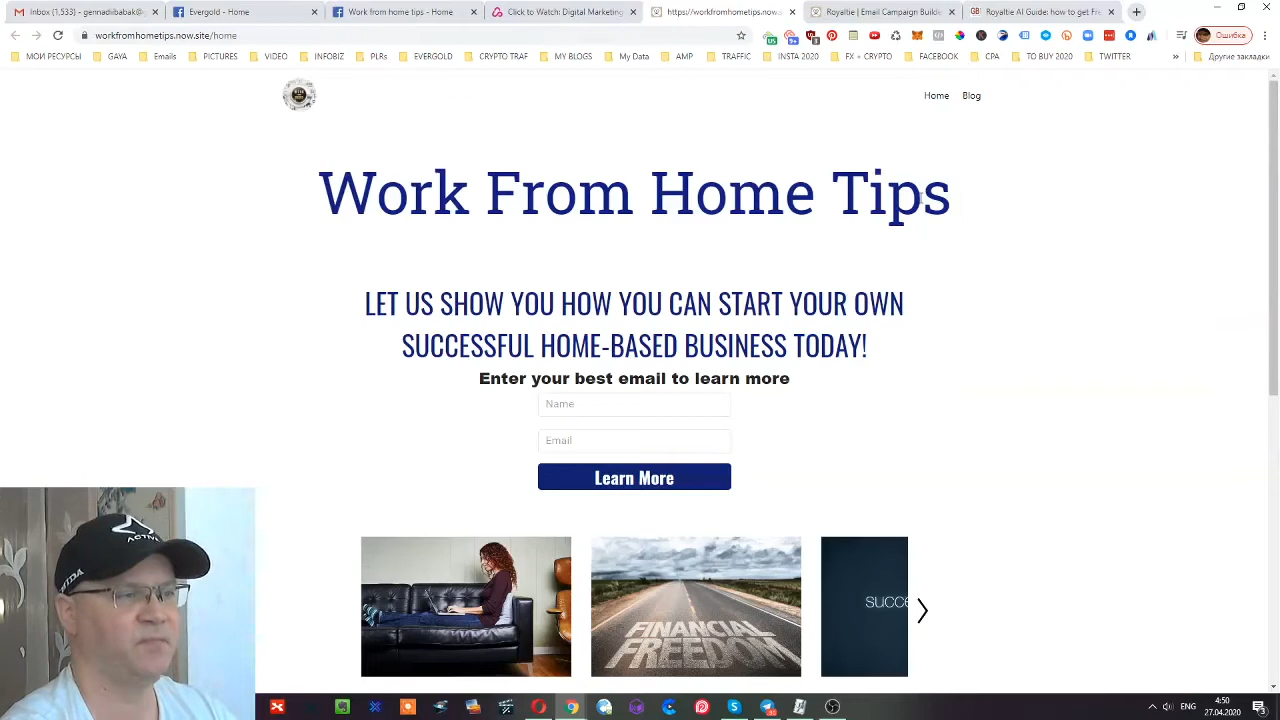 Inbox (1,533) - gennadiibabak@
Evergold - Home
Work from home tips - Home
Click to Watch: Digital Marketing
https://workfromhometips.now.
Royaltie | Email Campaign Builde
Royaltie AI Guide: how to get Fre
workfromhometips.now.site/home
Ошибка
МОИ РЕСУРСЫ
GAYA
Emails
PICTURES
VIDEO
INFOBIZ
PLRs
EVERGOLD
CRYPTO TRAF
MY BLOGS
My Data
AMP
TRAFFIC
INSTA 2020
FX + CRYPTO
FACEBOOK
CPA
TO BUY 2020
TWITTER
»
Другие закладки
Home
Blog
Work From Home Tips
LET US SHOW YOU HOW YOU CAN START YOUR OWN
SUCCESSFUL HOME-BASED BUSINESS TODAY!
Enter your best email to learn more
Name
Email
Learn More
FINANCIAL
FREEDOM
succe
ACTIVE
VIDA
ENG
4:50
27.04.2020